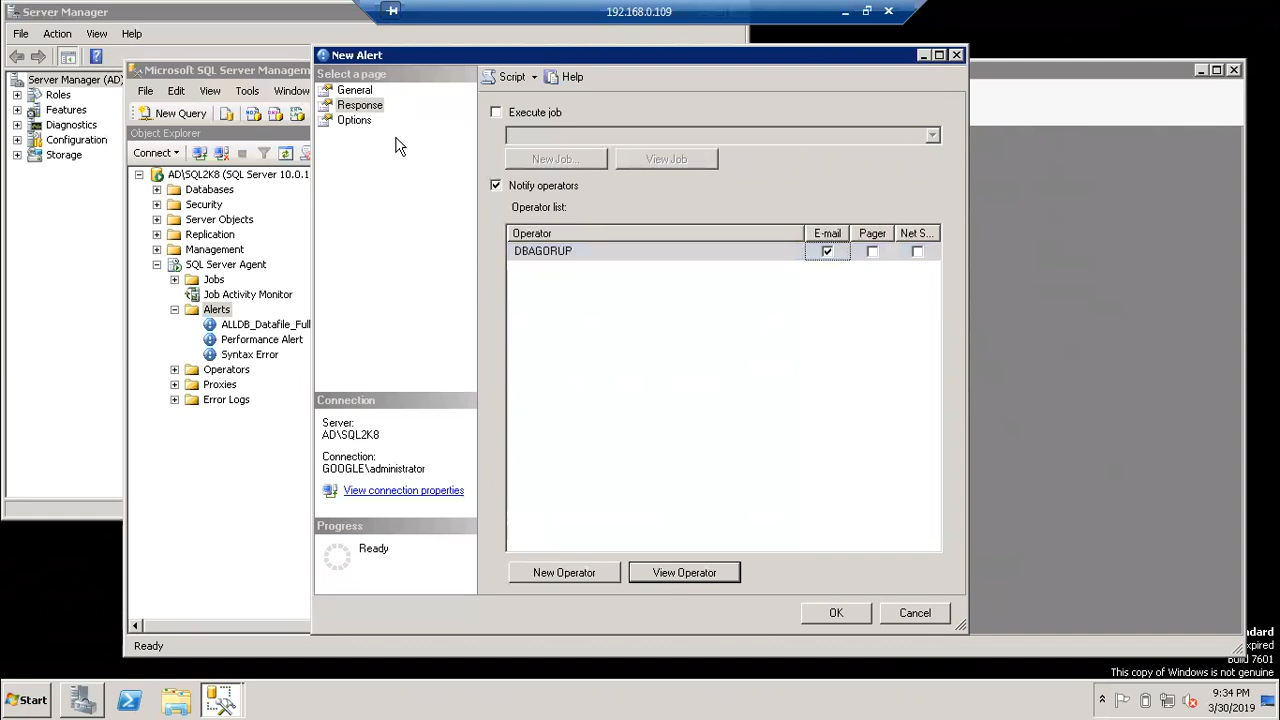 Server Manager
192.168.0.109
File Action View Help
New Alert
Server Manager (AD)
Roles
Features
Diagnostics
Configuration
Storage
Microsoft SQL Server Managem
File Edit View Tools Window
New Query
Object Explorer
Connect
AD\SQL2K8 (SQL Server 10.0.1
Databases
Security
Server Objects
Replication
Management
SQL Server Agent
Jobs
Job Activity Monitor
Alerts
ALLDB_Datafile_Full
Performance Alert
Syntax Error
Operators
Proxies
Error Logs
Ready
Select a page
General
Response
Options
Connection
Server:
AD\SQL2K8
Connection:
GOOGLE\administrator
View connection properties
Progress
Ready
Script Help
Execute job
New Job... View Job
Notify operators
Operator list:
Operator E-mail Pager Net S...
DBAGORUP
New Operator View Operator
OK Cancel
ndard
xpired
Build 7601
This copy of Windows is not genuine
Start
9:34 PM
3/30/2019